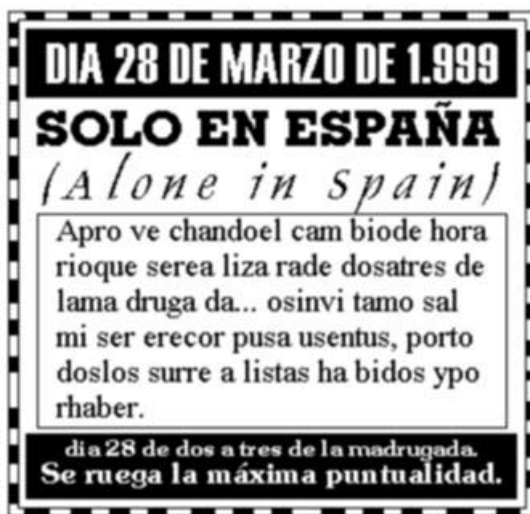 DIA 28 DE MARZO DE 1.999
SOLO EN ESPAÑA
(Alone in Spain)
Apro ve chandoel cam biode hora
rioque serea liza rade dosatres de
lama druga da... osinvi tamo sal
mi ser erecor pusa usentus, porto
doslos surre a listas ha bidos ypo
rhaber.
dia 28 de dos a tres de la madrugada.
Se ruega la máxima puntualidad.